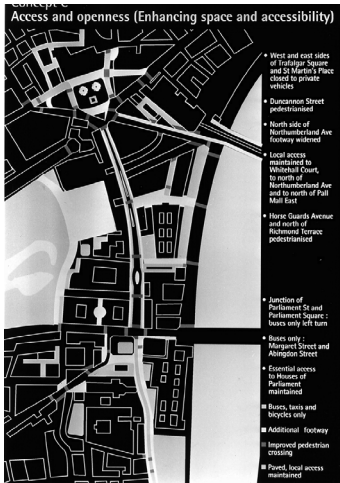 Concept C
Access and openness (Enhancing space and accessibility)
• West and east sides
of Trafalgar Square
and St Martin's Place
closed to private
vehicles
• Duncannon Street
pedestrianised
• North side of
Northumberland Ave
footway widened
• Local access
maintained to
Whitehall Court,
to north of
Northumberland Ave
and to north of Pall
Mall East
• Horse Guards Avenue
and north of
Richmond Terrace
pedestrianised
• Junction of
Parliament St and
Parliament Square :
buses only left turn
• Buses only :
Margaret Street and
Abingdon Street
• Essential access
to Houses of
Parliament
maintained
Buses, taxis and
bicycles only
Additional footway
Improved pedestrian
crossing
Paved, local access
maintained